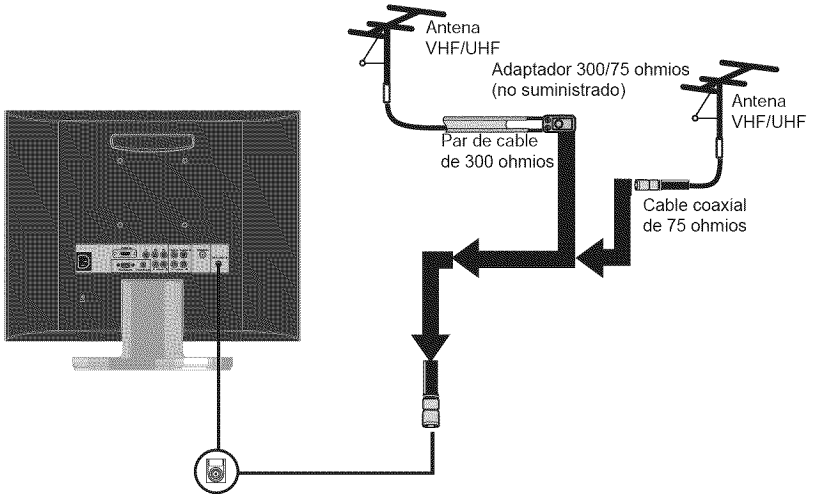 Antena
VHF/UHF
Adaptador 300/75 ohmios
(no suministrado)
Antena
VHF/UHF
Par de cable
de 300 ohmios
Cable coaxial
de 75 ohmios